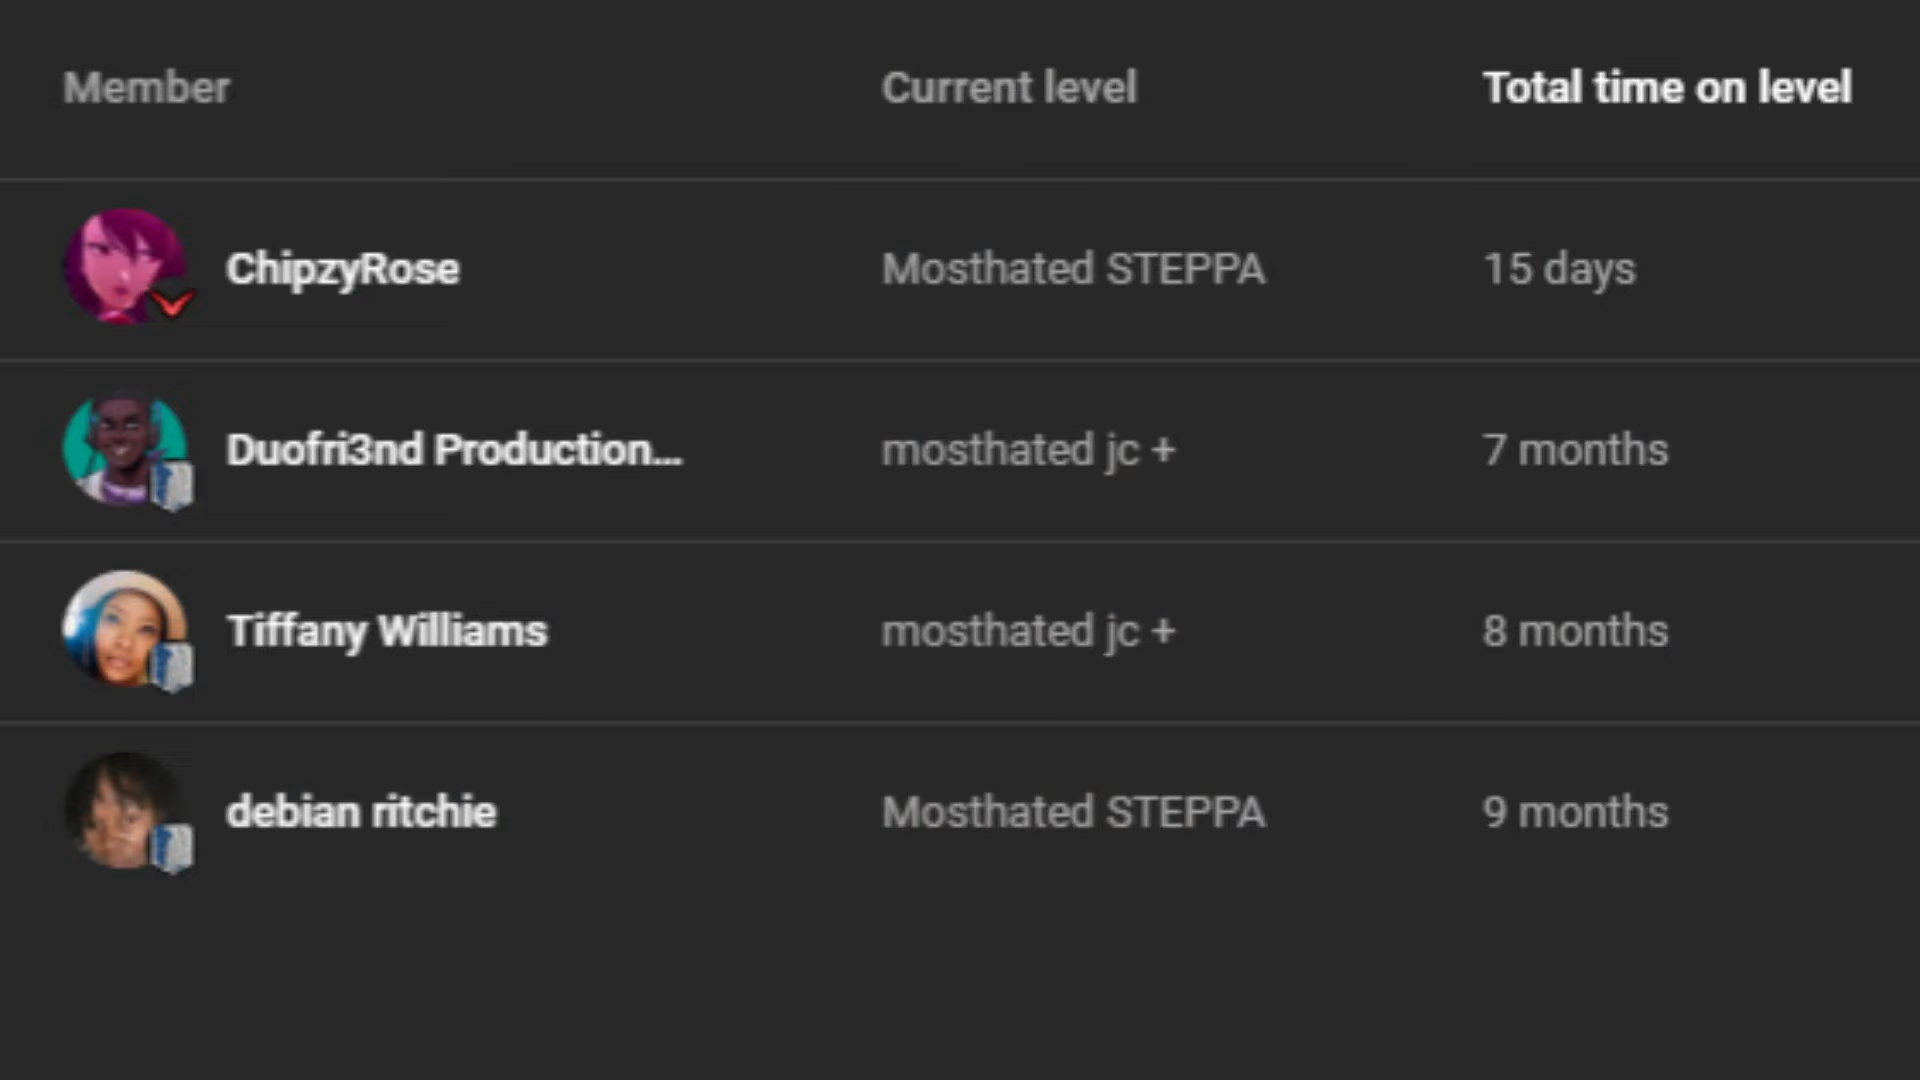 Member Current level Total time on level
ChipzyRose Mosthated STEPPA 15 days
Duofri3nd Production... mosthated jc + 7 months
Tiffany Williams mosthated jc + 8 months
debian ritchie Mosthated STEPPA 9 months